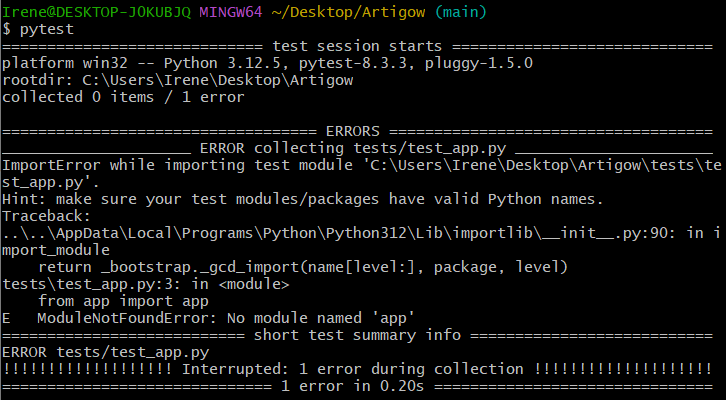 Irene@DESKTOP-JOKUBJQ MINGW64 ~/Desktop/Artigow (main)
$ pytest
============================= test session starts =============================
platform win32 -- Python 3.12.5, pytest-8.3.3, pluggy-1.5.0
rootdir: C:\Users\Irene\Desktop\Artigow
collected 0 items / 1 error

=================================== ERRORS ====================================
_____________________ ERROR collecting tests/test_app.py ______________________
ImportError while importing test module 'C:\Users\Irene\Desktop\Artigow\tests\te
st_app.py'.
Hint: make sure your test modules/packages have valid Python names.
Traceback:
..\..\AppData\Local\Programs\Python\Python312\Lib\importlib\__init__.py:90: in i
mport_module
    return _bootstrap._gcd_import(name[level:], package, level)
tests\test_app.py:3: in <module>
    from app import app
E   ModuleNotFoundError: No module named 'app'
=========================== short test summary info ===========================
ERROR tests/test_app.py
!!!!!!!!!!!!!!!!!!! Interrupted: 1 error during collection !!!!!!!!!!!!!!!!!!!!
============================== 1 error in 0.20s ===============================